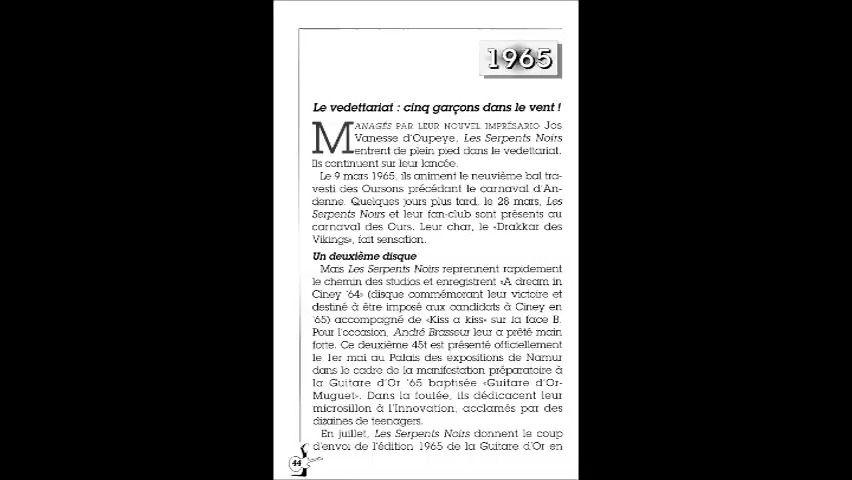 1965
Le vedettariat : cinq garçons dans le vent !
MANAGÉS PAR LEUR NOUVEL IMPRÉSARIO Jos
Vanesse d'Oupeye, Les Serpents Noirs
entrent de plein pied dans le vedettariat.
Ils continuent sur leur lancée.
Le 9 mars 1965, ils animent le neuvième bal tra-
vesti des Oursons précédant le carnaval d'An-
denne. Quelques jours plus tard, le 28 mars, Les
Serpents Noirs et leur fan-club sont présents au
carnaval des Ours. Leur char, le «Drakkar des
Vikings», fait sensation.
Un deuxième disque
Mais Les Serpents Noirs reprennent rapidement
le chemin des studios et enregistrent «A dream in
Ciney '64» (disque commémorant leur victoire et
destiné à être imposé aux candidats à Ciney en
'65) accompagné de «Kiss a kiss» sur la face B.
Pour l'occasion, André Brasseur leur a prêté main
forte. Ce deuxième 45t est présenté officiellement
le 1er mai au Palais des expositions de Namur
dans le cadre de la manifestation préparatoire à
la Guitare d'Or '65 baptisée «Guitare d'Or-
Muguet». Dans la foulée, ils dédicacent leur
microsillon à l'Innovation, acclamés par des
dizaines de teenagers.
En juillet, Les Serpents Noirs donnent le coup
d'envoi de l'édition 1965 de la Guitare d'Or en
44